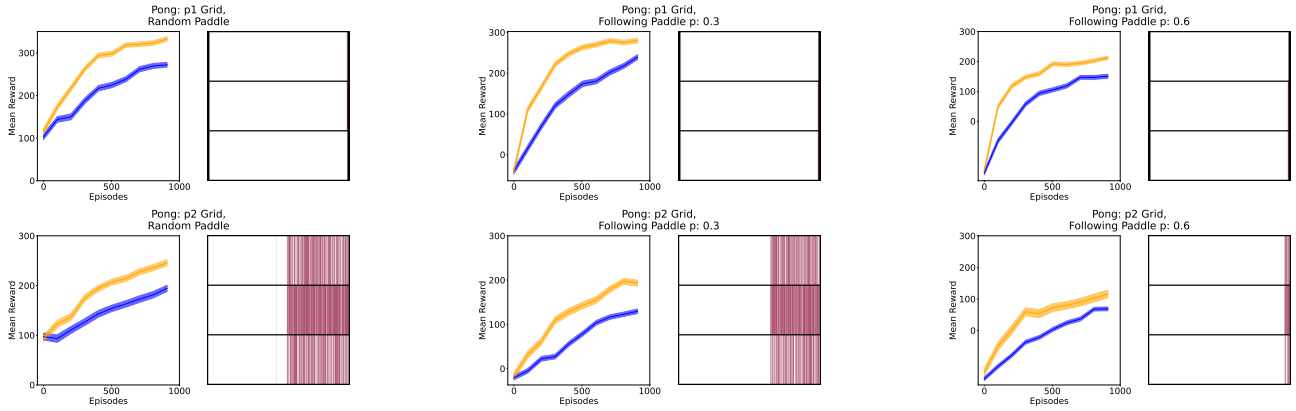 Pong: p1 Grid,
Random Paddle
Mean Reward
300
200
100
0
0
500
1000
Episodes
Pong: p1 Grid,
Following Paddle p: 0.3
Mean Reward
300
200
100
0
0
500
1000
Episodes
Pong: p1 Grid,
Following Paddle p: 0.6
Mean Reward
300
200
100
0
0
500
1000
Episodes
Pong: p2 Grid,
Random Paddle
Mean Reward
300
200
100
0
0
500
1000
Episodes
Pong: p2 Grid,
Following Paddle p: 0.3
Mean Reward
300
200
100
0
0
500
1000
Episodes
Pong: p2 Grid,
Following Paddle p: 0.6
Mean Reward
300
200
100
0
0
500
1000
Episodes